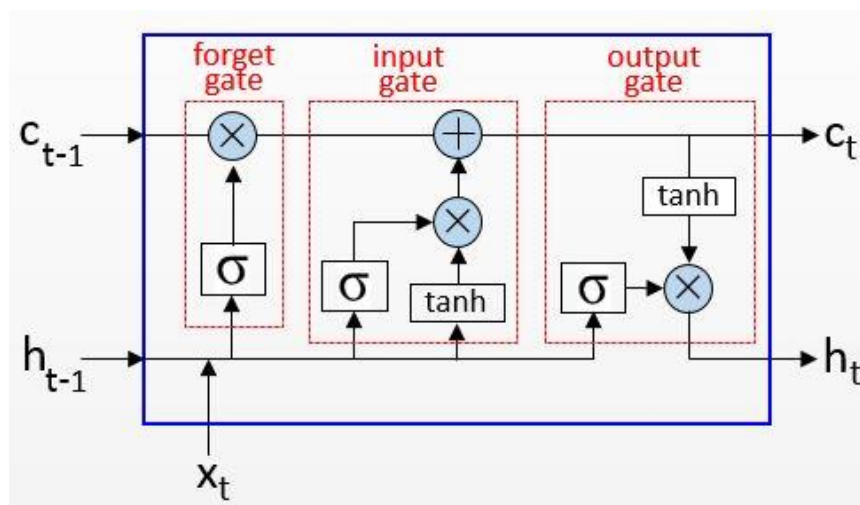 forget gate
input gate
output gate
c t-1
× + c t
tanh
σ ×
σ tanh σ ×
h t-1
h t
x t